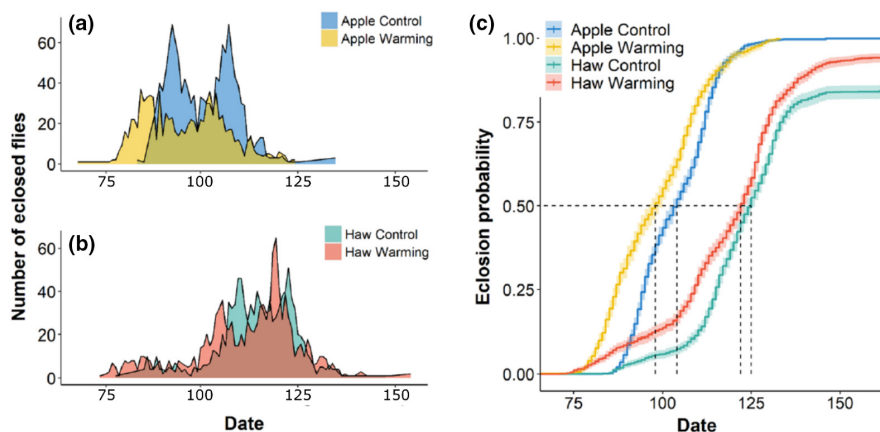 (a)
Apple Control
Apple Warming
60
40
20
0
75
100
125
150
(b)
Haw Control
Haw Warming
60
40
20
0
75
100
125
150
Number of eclosed flies
Date
(c)
Apple Control
Apple Warming
Haw Control
Haw Warming
1.00
0.75
0.50
0.25
0.00
75
100
125
150
Eclosion probability
Date